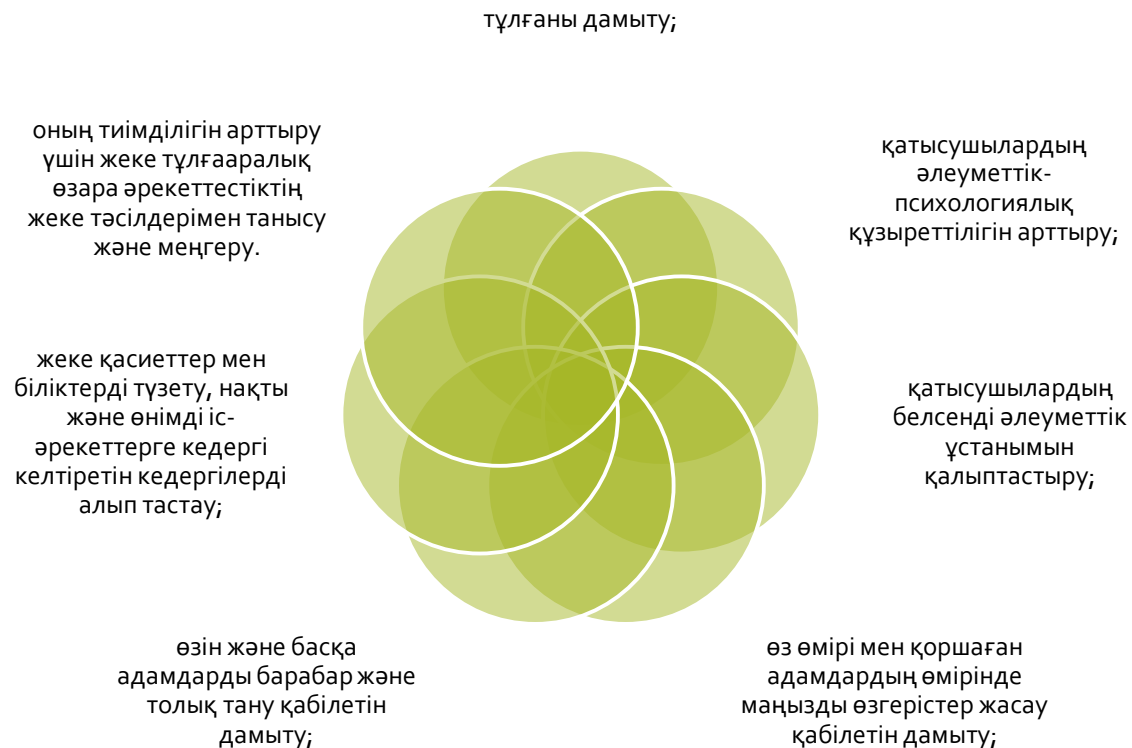 тұлғаны дамыту;
қатысушылардың
әлеуметтік-
психологиялық
құзыреттілігін арттыру;
қатысушылардың
белсенді әлеуметтік
ұстанымын
қалыптастыру;
өз өмірі мен қоршаған
адамдардың өмірінде
маңызды өзгерістер жасау
қабілетін дамыту;
өзін және басқа
адамдарды барабар және
толық тану қабілетін
дамыту;
жеке қасиеттер мен
біліктерді түзету, нақты
және өнімді іс-
әрекеттерге кедергі
келтіретін кедергілерді
алып тастау;
оның тиімділігін арттыру
үшін жеке тұлғааралық
өзара әрекеттестіктің
жеке тәсілдерімен танысу
және меңгеру.